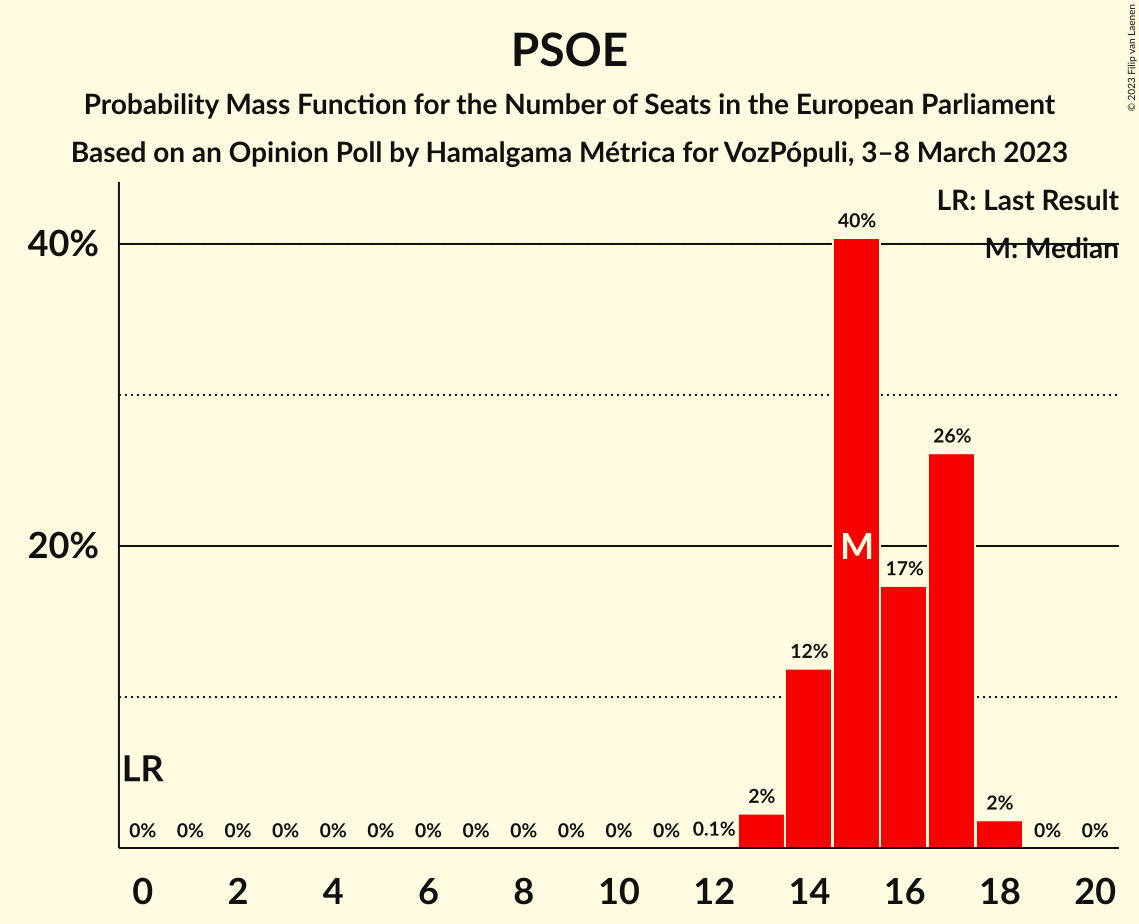 PSOE
Probability Mass Function for the Number of Seats in the European Parliament
Based on an Opinion Poll by Hamalgama Métrica for VozPópuli, 3–8 March 2023
© 2023 Filip van Laenen
LR: Last Result
M: Median
40%
20%
40%
26%
M
17%
12%
LR
2%
2%
0% 0% 0% 0% 0% 0% 0% 0% 0% 0% 0% 0% 0.1% 0% 0%
0 2 4 6 8 10 12 14 16 18 20